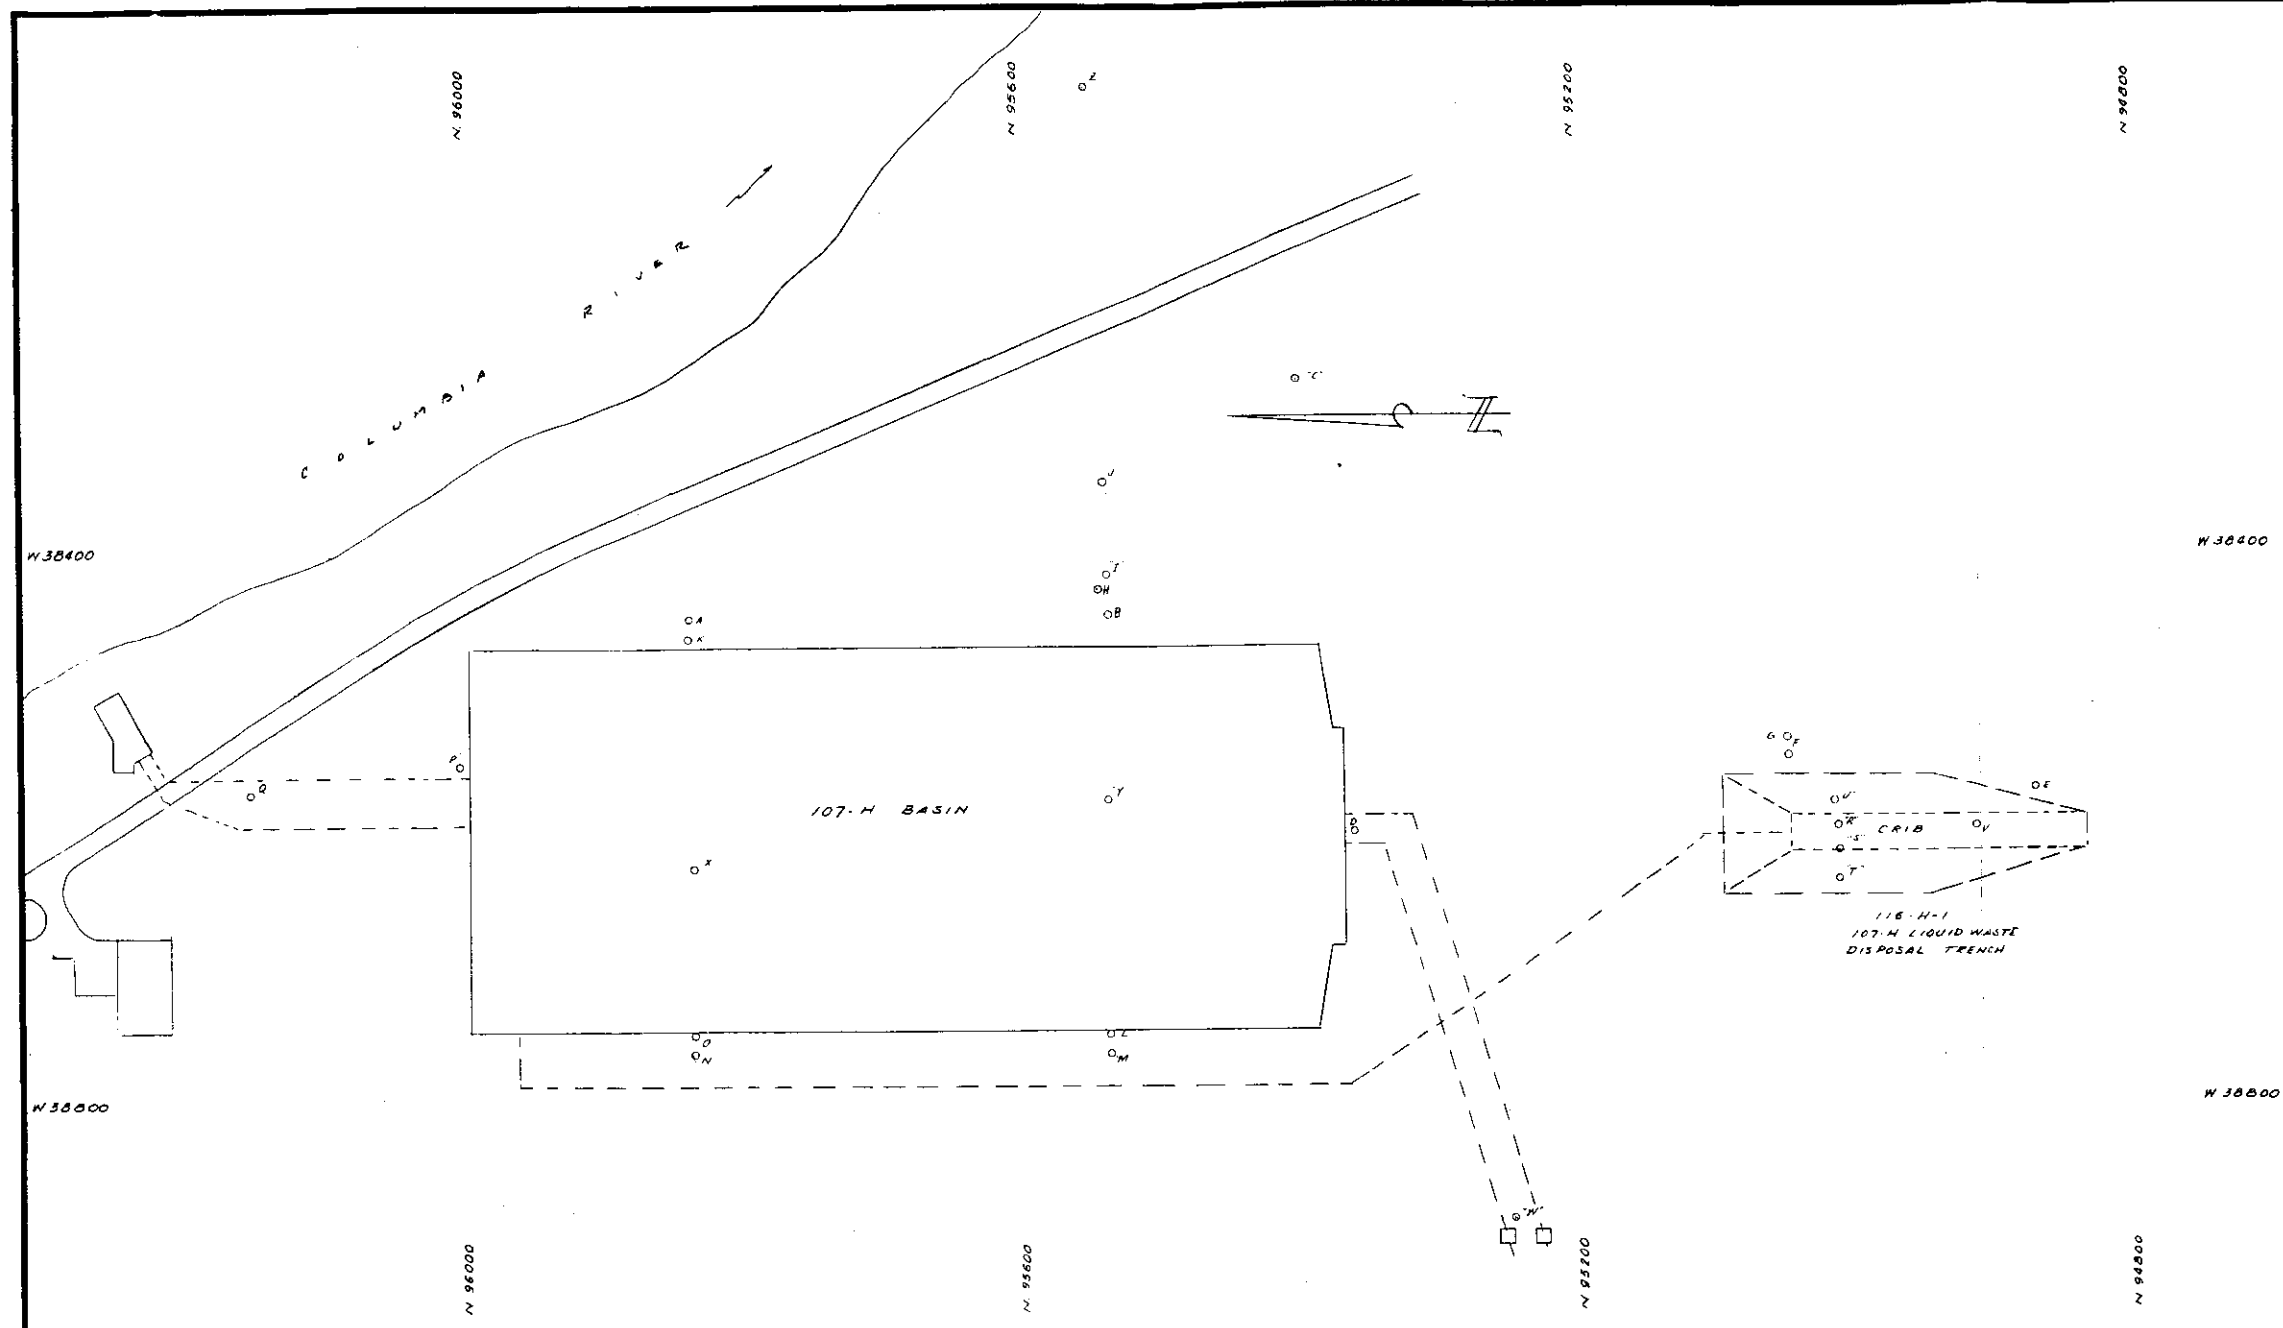 N 96000
N 95600
N 95200
N 94800
Z
COLUMBIA RIVER
"C"
N
J
W 38400
W 38400
"I"
H
B
A
K
G
F
P
Q
"Y"
107-H BASIN
D
E
"U"
"R"
CRIB
V
"S"
X
"T"
116-H-1
107-H LIQUID WASTE
DISPOSAL TRENCH
O
L
N
M
W 38800
W 38800
"W"
N 96000
N 95600
N 95200
N 94800